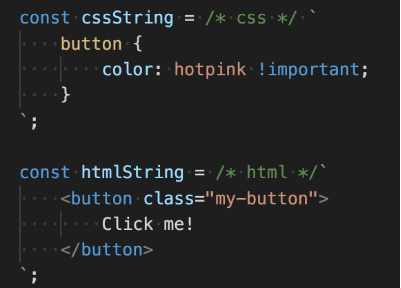 const cssString = /* css */ `
    button {
        color: hotpink !important;
    }
`;

const htmlString = /* html */`
    <button class="my-button">
        Click me!
    </button>
`;